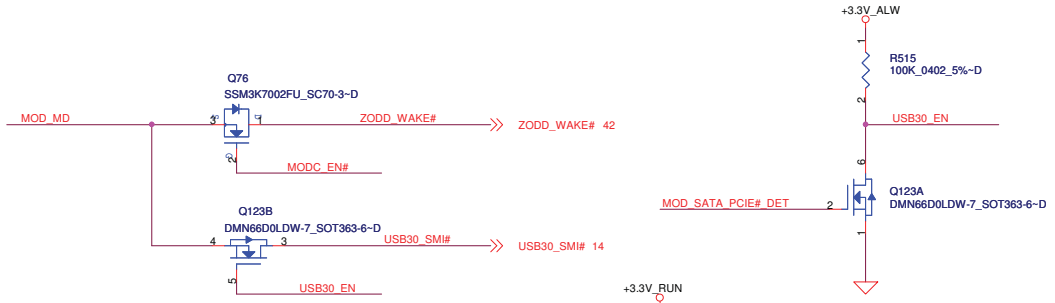 +3.3V_ALW
1
R515
100K_0402_5%~D
2
USB30_EN
Q76
SSM3K7002FU_SC70-3~D
MOD_MD
3
S
D
1
ZODD_WAKE#
ZODD_WAKE# 42
G
2
MODC_EN#
6
Q123A
DMN66D0LDW-7_SOT363-6~D
MOD_SATA_PCIE#_DET
2
1
Q123B
DMN66D0LDW-7_SOT363-6~D
4
3
USB30_SMI#
USB30_SMI# 14
5
USB30_EN
+3.3V_RUN